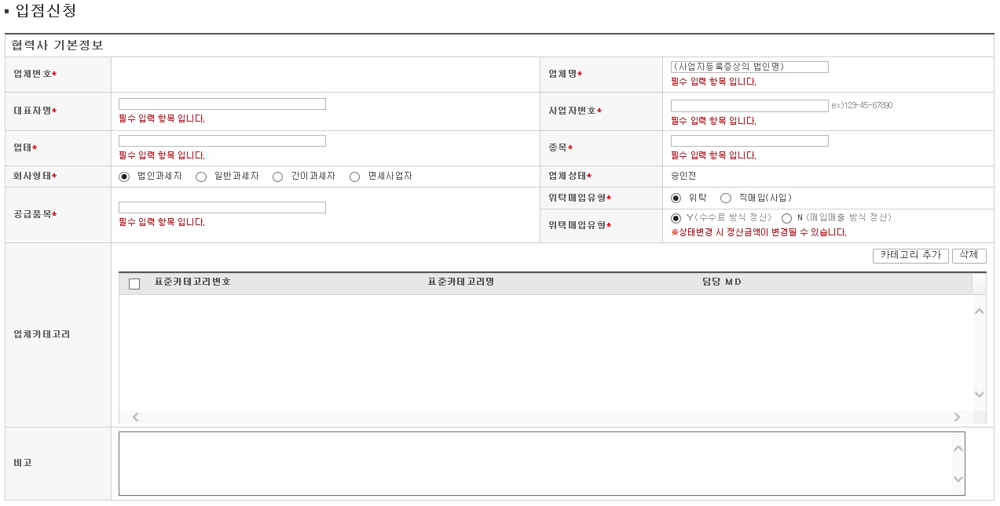 입점신청
협력사 기본정보
업체번호*
업체명*
(사업자등록증상의 법인명)
필수 입력 항목 입니다.
대표자명*
필수 입력 항목 입니다.
사업자번호*
ex)123-45-67890
필수 입력 항목 입니다.
업태*
필수 입력 항목 입니다.
종목*
필수 입력 항목 입니다.
회사형태*
법인과세자 일반과세자 간이과세자 면세사업자
업체상태*
승인전
공급품목*
필수 입력 항목 입니다.
위탁매입유형*
위탁 직매입(사입)
위택매입유형*
Y(수수료 방식 정산) N (매입매출 방식 정산)
※상태변경 시 정산금액이 변경될 수 있습니다.
카테고리 추가 삭제
표준카테고리번호 표준카테고리명 담당 MD
업체카테고리
비고